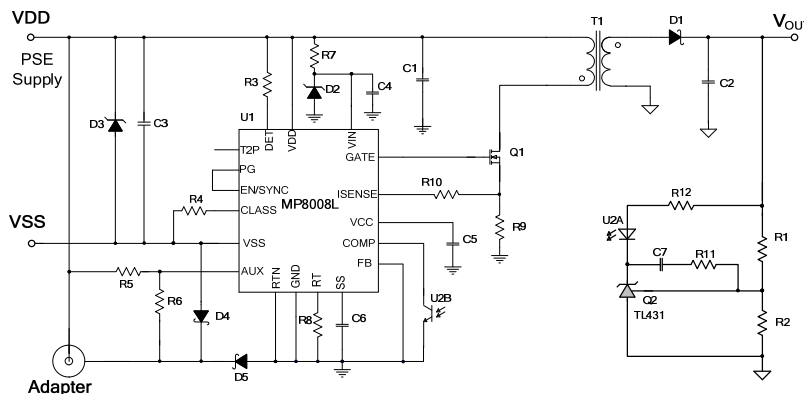 VDD
T1
D1
VOU
PSE
Supply
R7
R3
C1
D2
C4
C2
U1
D3
C3
DET
VDD
VIN
T2P
PG
GATE
Q1
EN/SYNC
MP8008L
ISENSE
R10
R12
R4
CLASS
VSS
VCC
R9
U2A
R1
VSS
COMP
C5
C7
R11
AUX
FB
R5
RTN
GND
RT
SS
R6
U2B
Q2
TL431
R2
D4
R8
C6
D5
Adapter